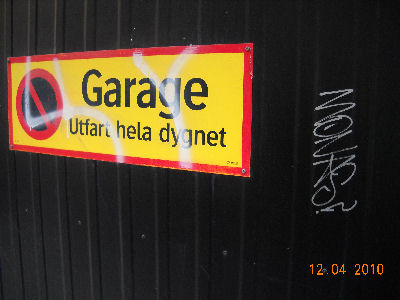 Garage
Utfart hela dygnet
12.04 2010